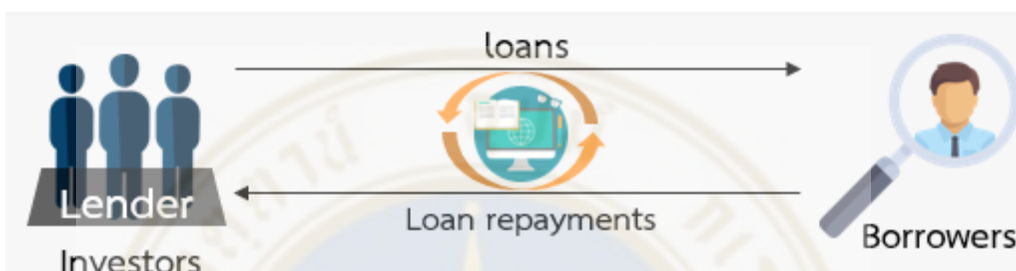 loans
Lender
Loan repayments
Investors
Borrowers